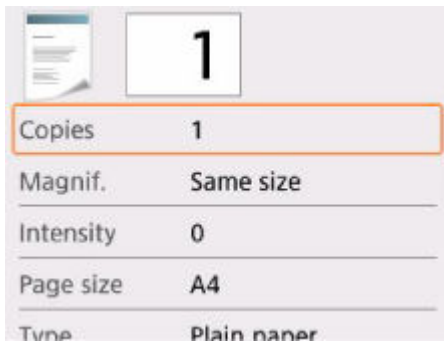 1
Copies 1
Magnif. Same size
Intensity 0
Page size A4
Type Plain paper